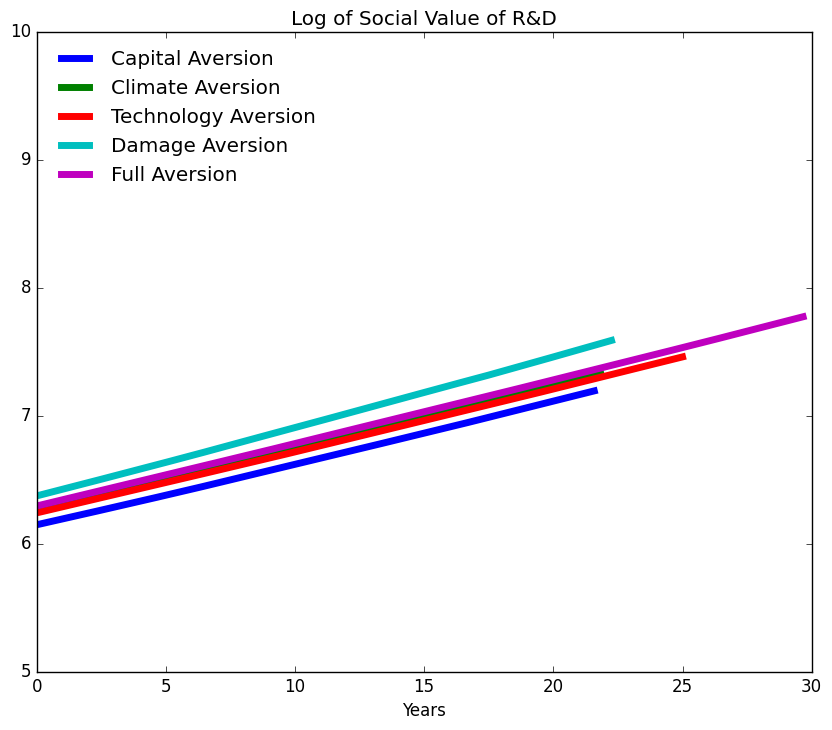 Log of Social Value of R&D
10
9
8
7
6
5
Capital Aversion
Climate Aversion
Technology Aversion
Damage Aversion
Full Aversion
0 5 10 15 20 25 30
Years